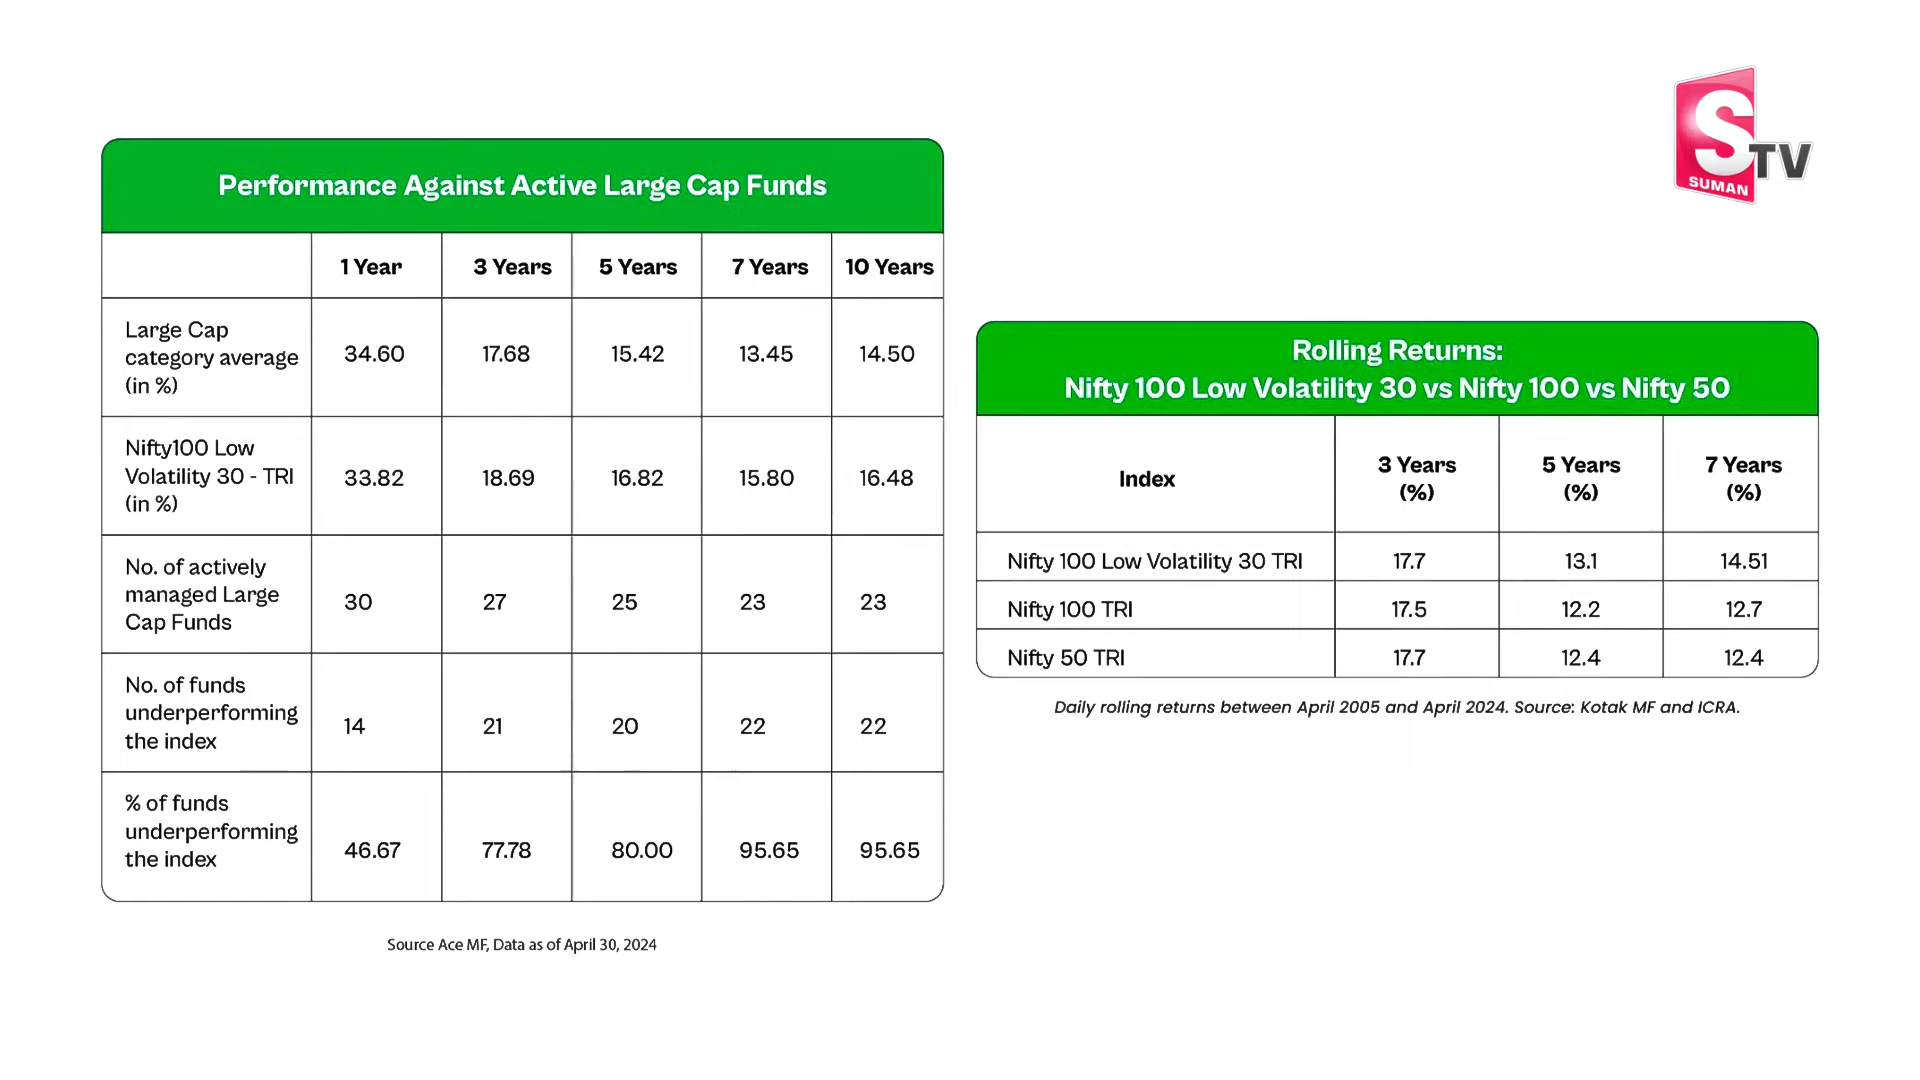 S
TV
SUMAN
Performance Against Active Large Cap Funds
1 Year 3 Years 5 Years 7 Years 10 Years
Large Cap
category average
(in %)
34.60 17.68 15.42 13.45 14.50
Nifty100 Low
Volatility 30 - TRI
(in %)
33.82 18.69 16.82 15.80 16.48
No. of actively
managed Large
Cap Funds
30 27 25 23 23
No. of funds
underperforming
the index
14 21 20 22 22
% of funds
underperforming
the index
46.67 77.78 80.00 95.65 95.65
Source Ace MF, Data as of April 30, 2024
Rolling Returns:
Nifty 100 Low Volatility 30 vs Nifty 100 vs Nifty 50
Index
3 Years
(%)
5 Years
(%)
7 Years
(%)
Nifty 100 Low Volatility 30 TRI 17.7 13.1 14.51
Nifty 100 TRI 17.5 12.2 12.7
Nifty 50 TRI 17.7 12.4 12.4
Daily rolling returns between April 2005 and April 2024. Source: Kotak MF and ICRA.